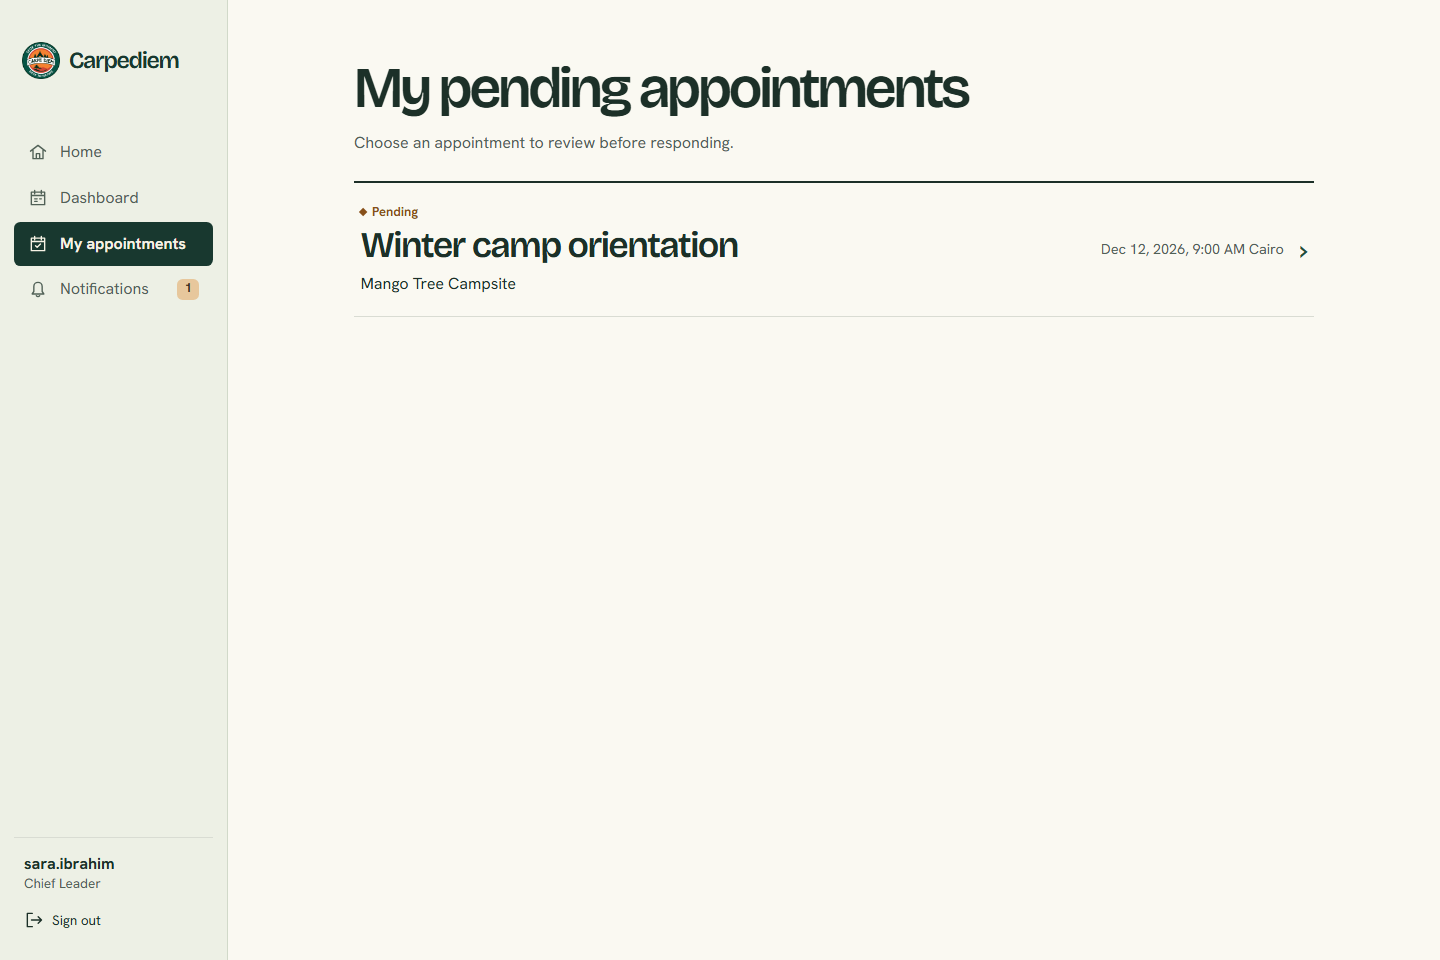 Carpediem
Home
Dashboard
My appointments
Notifications 1
sara.ibrahim
Chief Leader
Sign out
My pending appointments
Choose an appointment to review before responding.
Pending
Winter camp orientation
Dec 12, 2026, 9:00 AM Cairo
Mango Tree Campsite